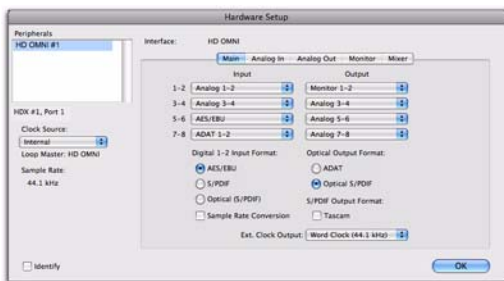 Hardware Setup
Peripherals
HD OMNI #1
HDX #1, Port 1
Clock Source:
Internal
Loop Master: HD OMNI
Sample Rate:
44.1 kHz
Identify
Interface: HD OMNI
Main Analog In Analog Out Monitor Mixer
Input Output
1-2 Analog 1-2 Monitor 1-2
3-4 Analog 3-4 Analog 3-4
5-6 AES/EBU Analog 5-6
7-8 ADAT 1-2 Analog 7-8
Digital 1-2 Input Format: Optical Output Format:
AES/EBU ADAT
S/PDIF Optical S/PDIF
Optical (S/PDIF) S/PDIF Output Format:
Sample Rate Conversion Tascam
Ext. Clock Output: Word Clock (44.1 kHz)
OK